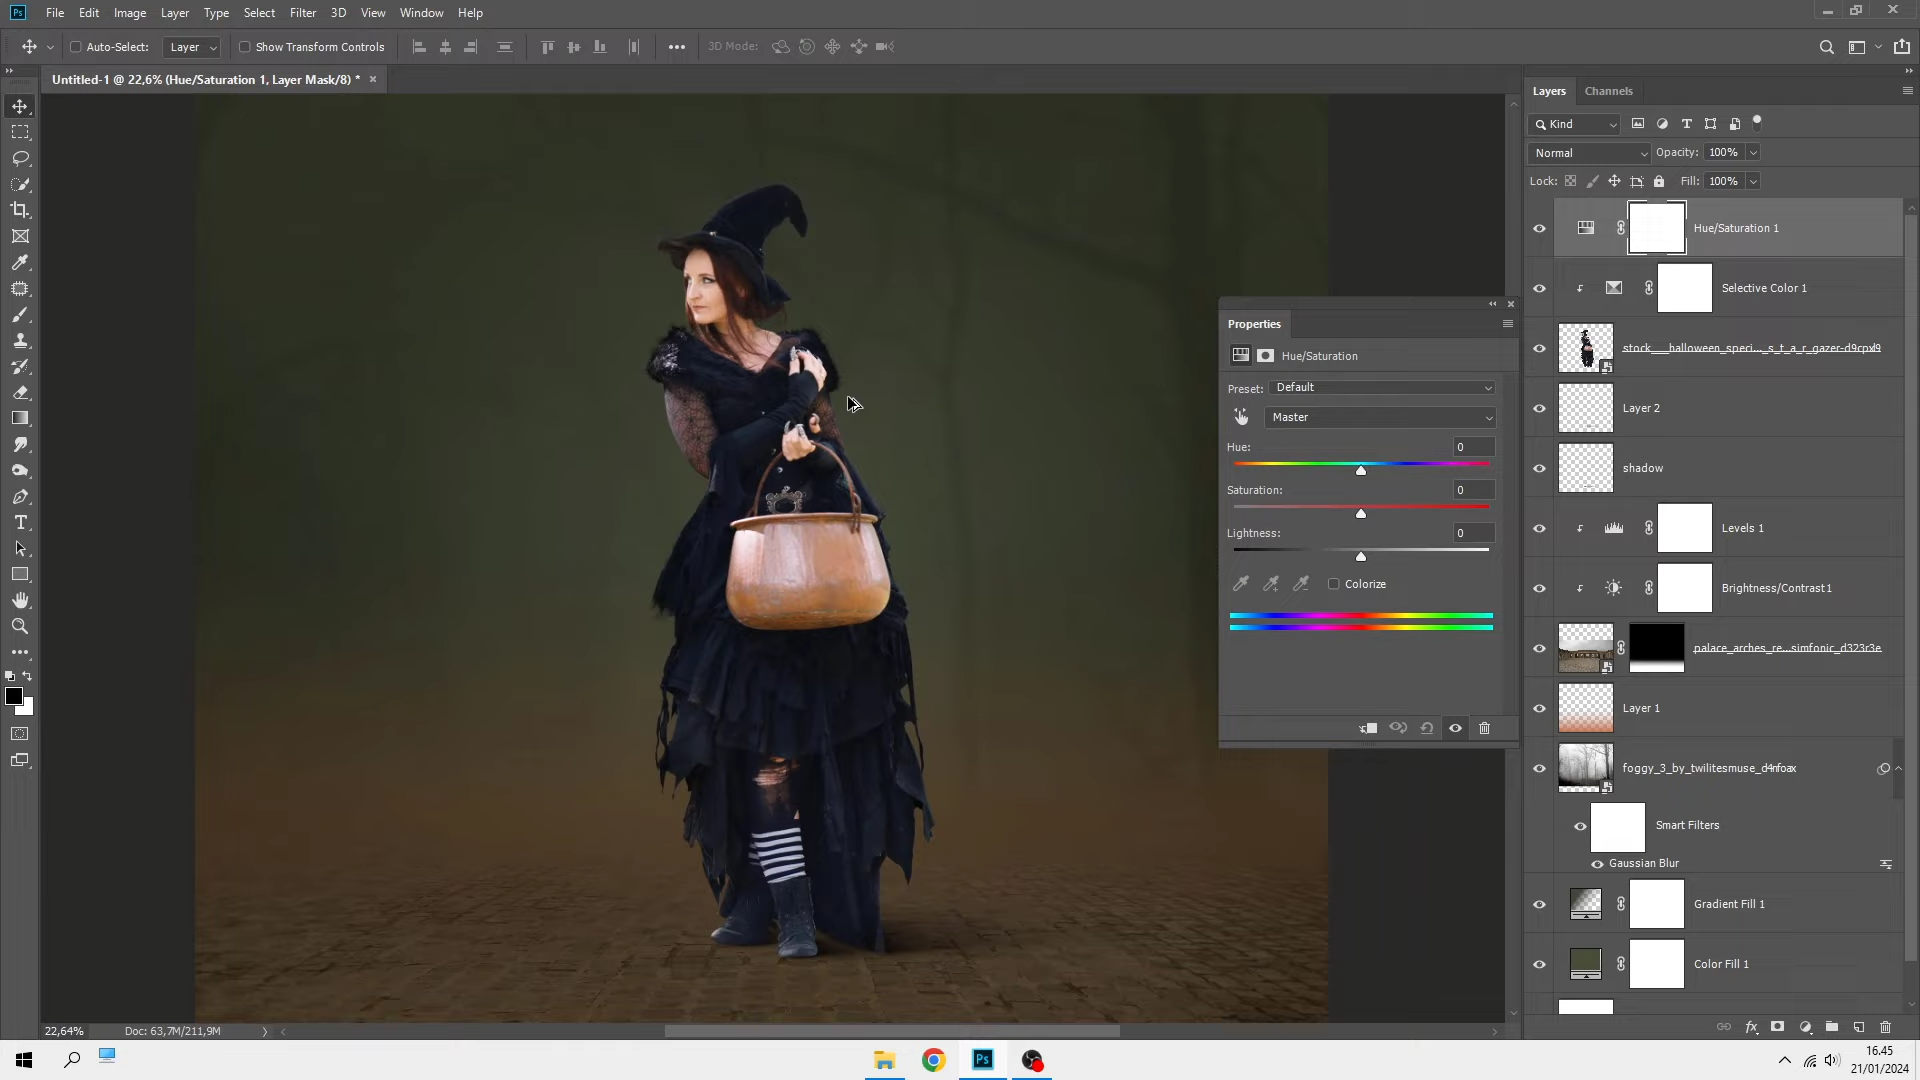 Ps File Edit Image Layer Type Select Filter 3D View Window Help
Auto-Select: Layer Show Transform Controls 3D Mode:
Untitled-1 @ 22,6% (Hue/Saturation 1, Layer Mask/8) *
Layers Channels
Kind
Normal Opacity: 100%
Lock: Fill: 100%
Hue/Saturation 1
Selective Color 1
stock___halloween_speci..._s_t_a_r_gazer-d9cpxl9
Layer 2
shadow
Levels 1
Brightness/Contrast 1
palace_arches_re...simfonic_d323r3e
Layer 1
foggy_3_by_twilitesmuse_d4nfoax
Smart Filters
Gaussian Blur
Gradient Fill 1
Color Fill 1
Properties
Hue/Saturation
Preset: Default
Master
Hue: 0
Saturation: 0
Lightness: 0
Colorize
22,64% Doc: 63,7M/211,9M
Ps
16.45
21/01/2024